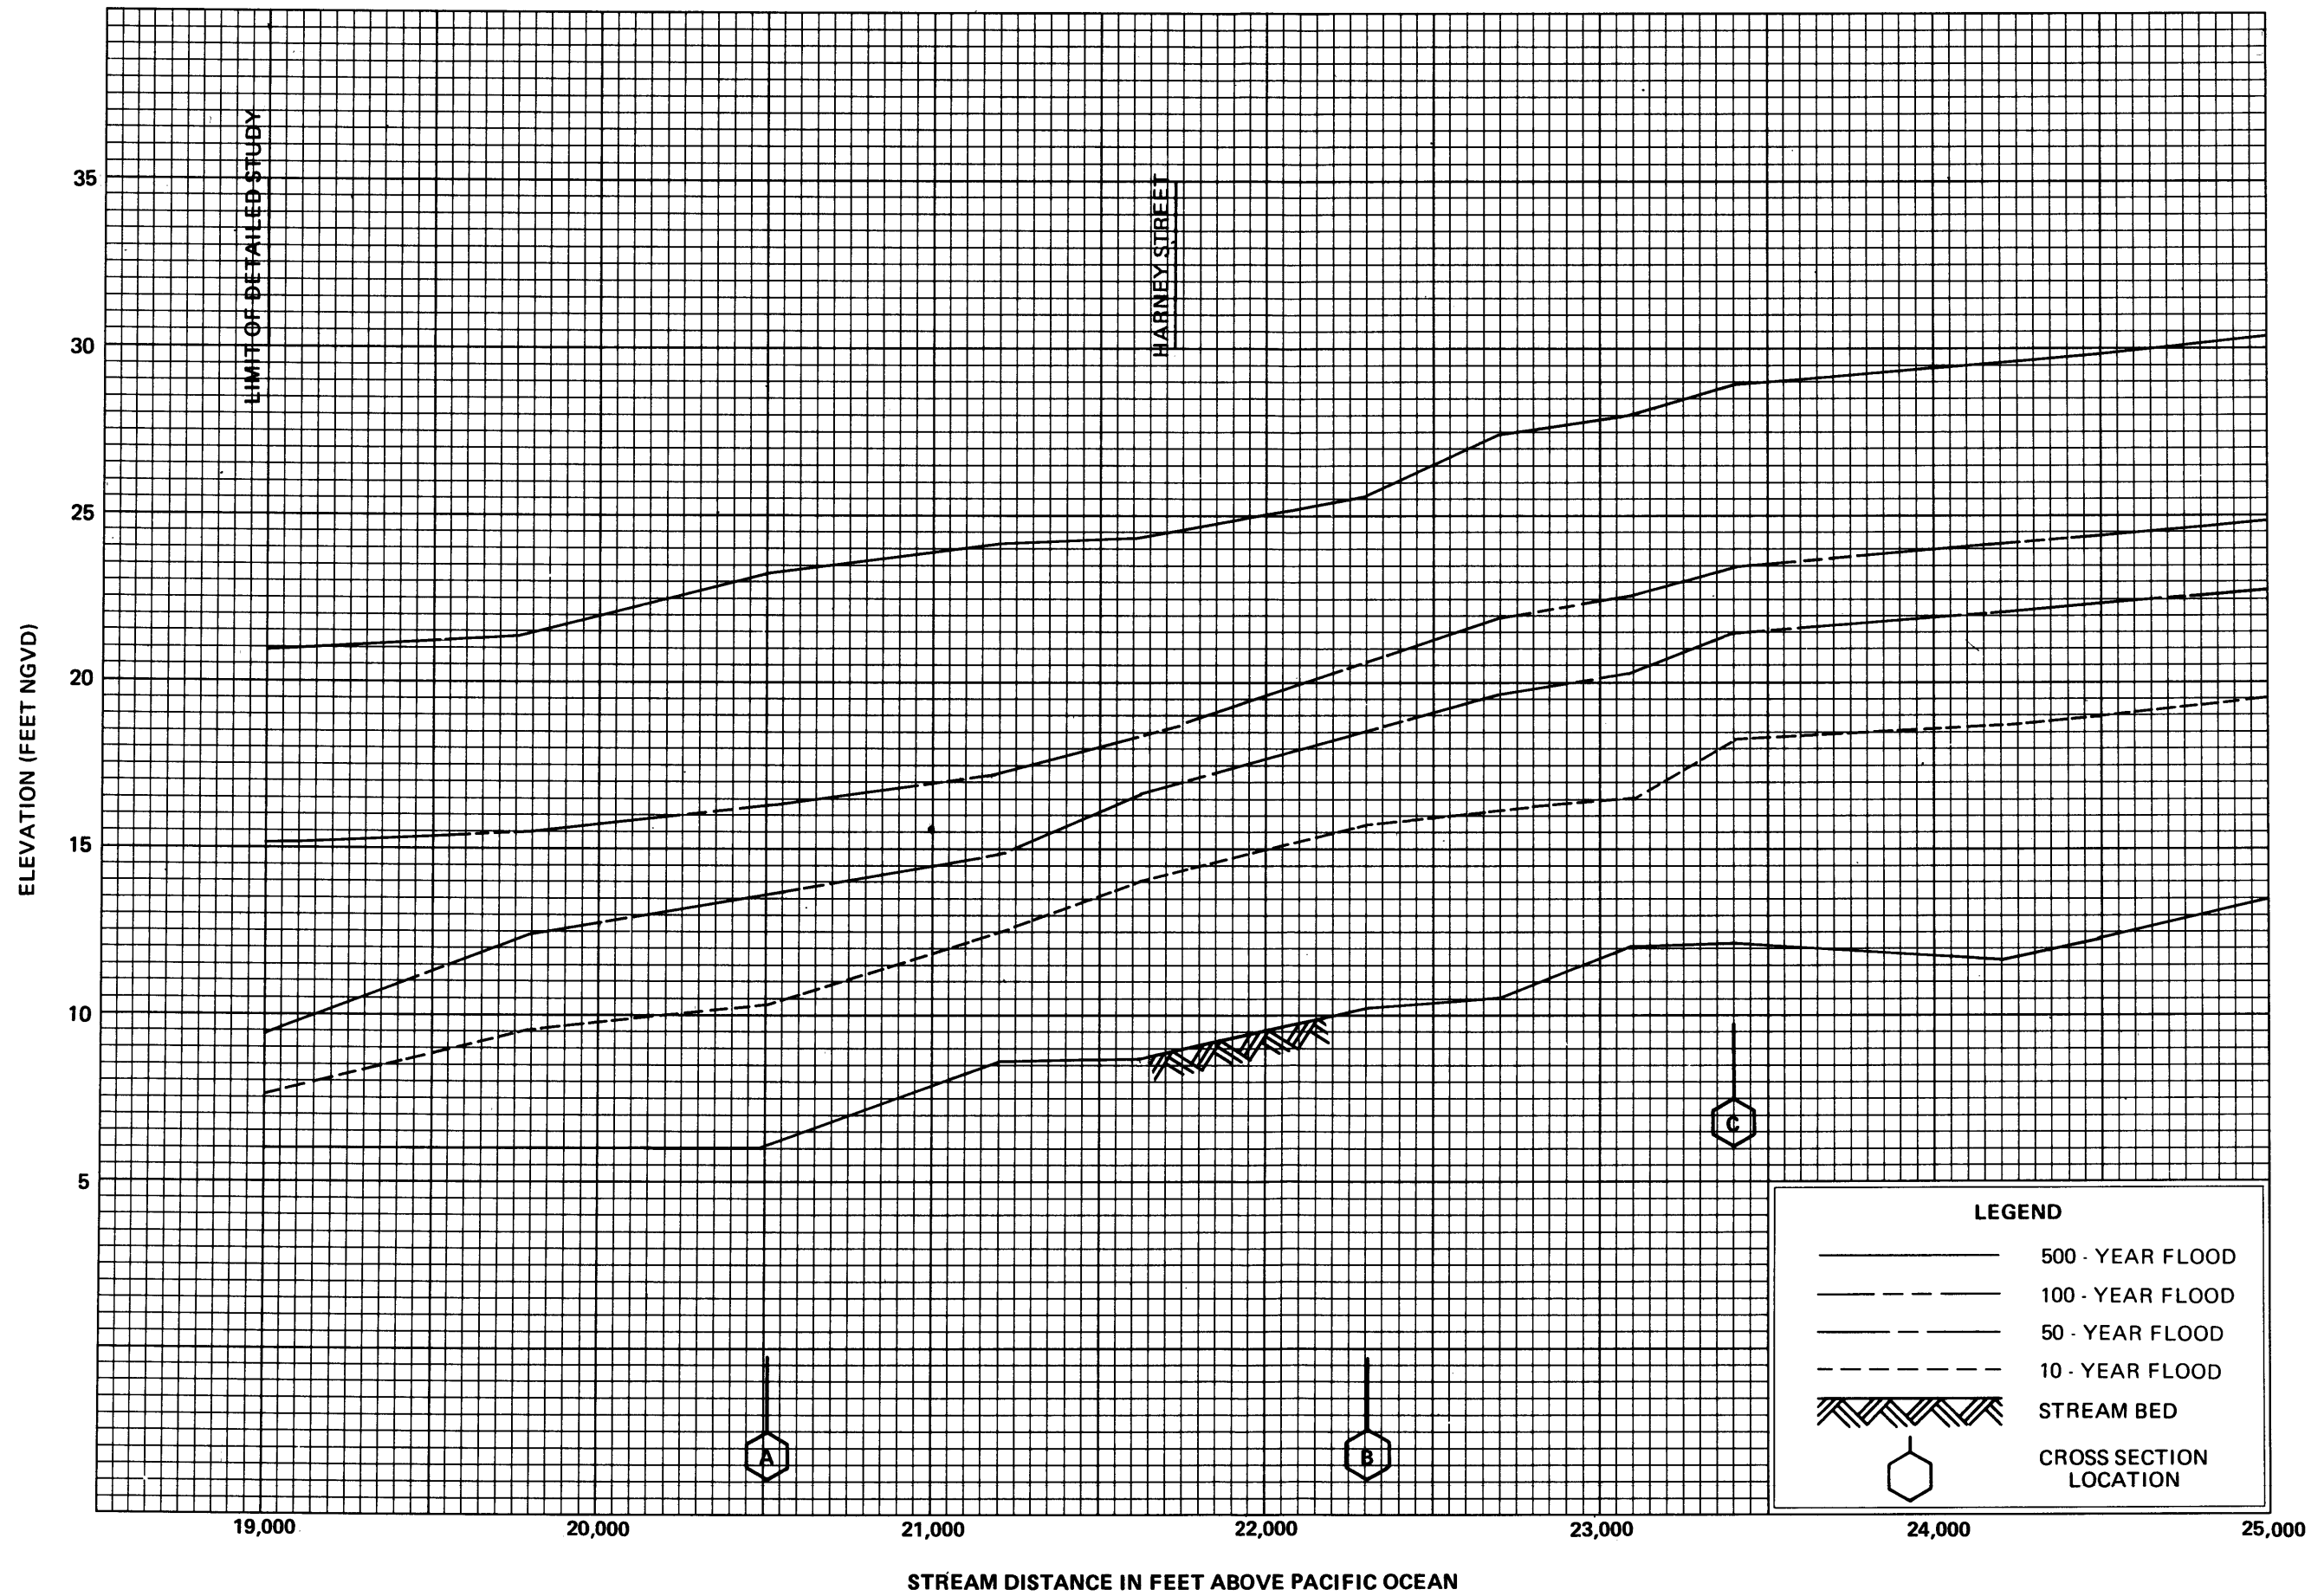 LIMIT OF DETAILED STUDY
HARNEY STREET
35
30
25
20
15
10
5
ELEVATION (FEET NGVD)
A
B
C
LEGEND
500 - YEAR FLOOD
100 - YEAR FLOOD
50 - YEAR FLOOD
10 - YEAR FLOOD
STREAM BED
CROSS SECTION
LOCATION
19,000
20,000
21,000
22,000
23,000
24,000
25,000
STREAM DISTANCE IN FEET ABOVE PACIFIC OCEAN